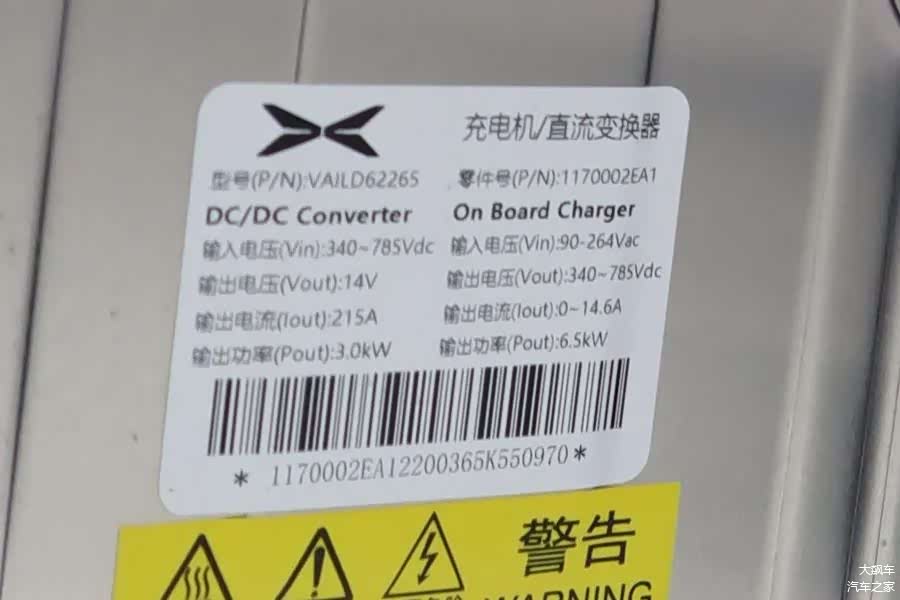 充电机/直流变换器
型号(P/N):VAILD62265
零件号(P/N):1170002EA1
DC/DC Converter
On Board Charger
输入电压(Vin):340~785Vdc
输入电压(Vin):90-264Vac
输出电压(Vout):14V
输出电压(Vout):340~785Vdc
输出电流(Iout):215A
输出电流(Iout):0~14.6A
输出功率(Pout):3.0kW
输出功率(Pout):6.5kW
* 1170002EA12200365K550970 *
警告
WARNING
大飙车
汽车之家